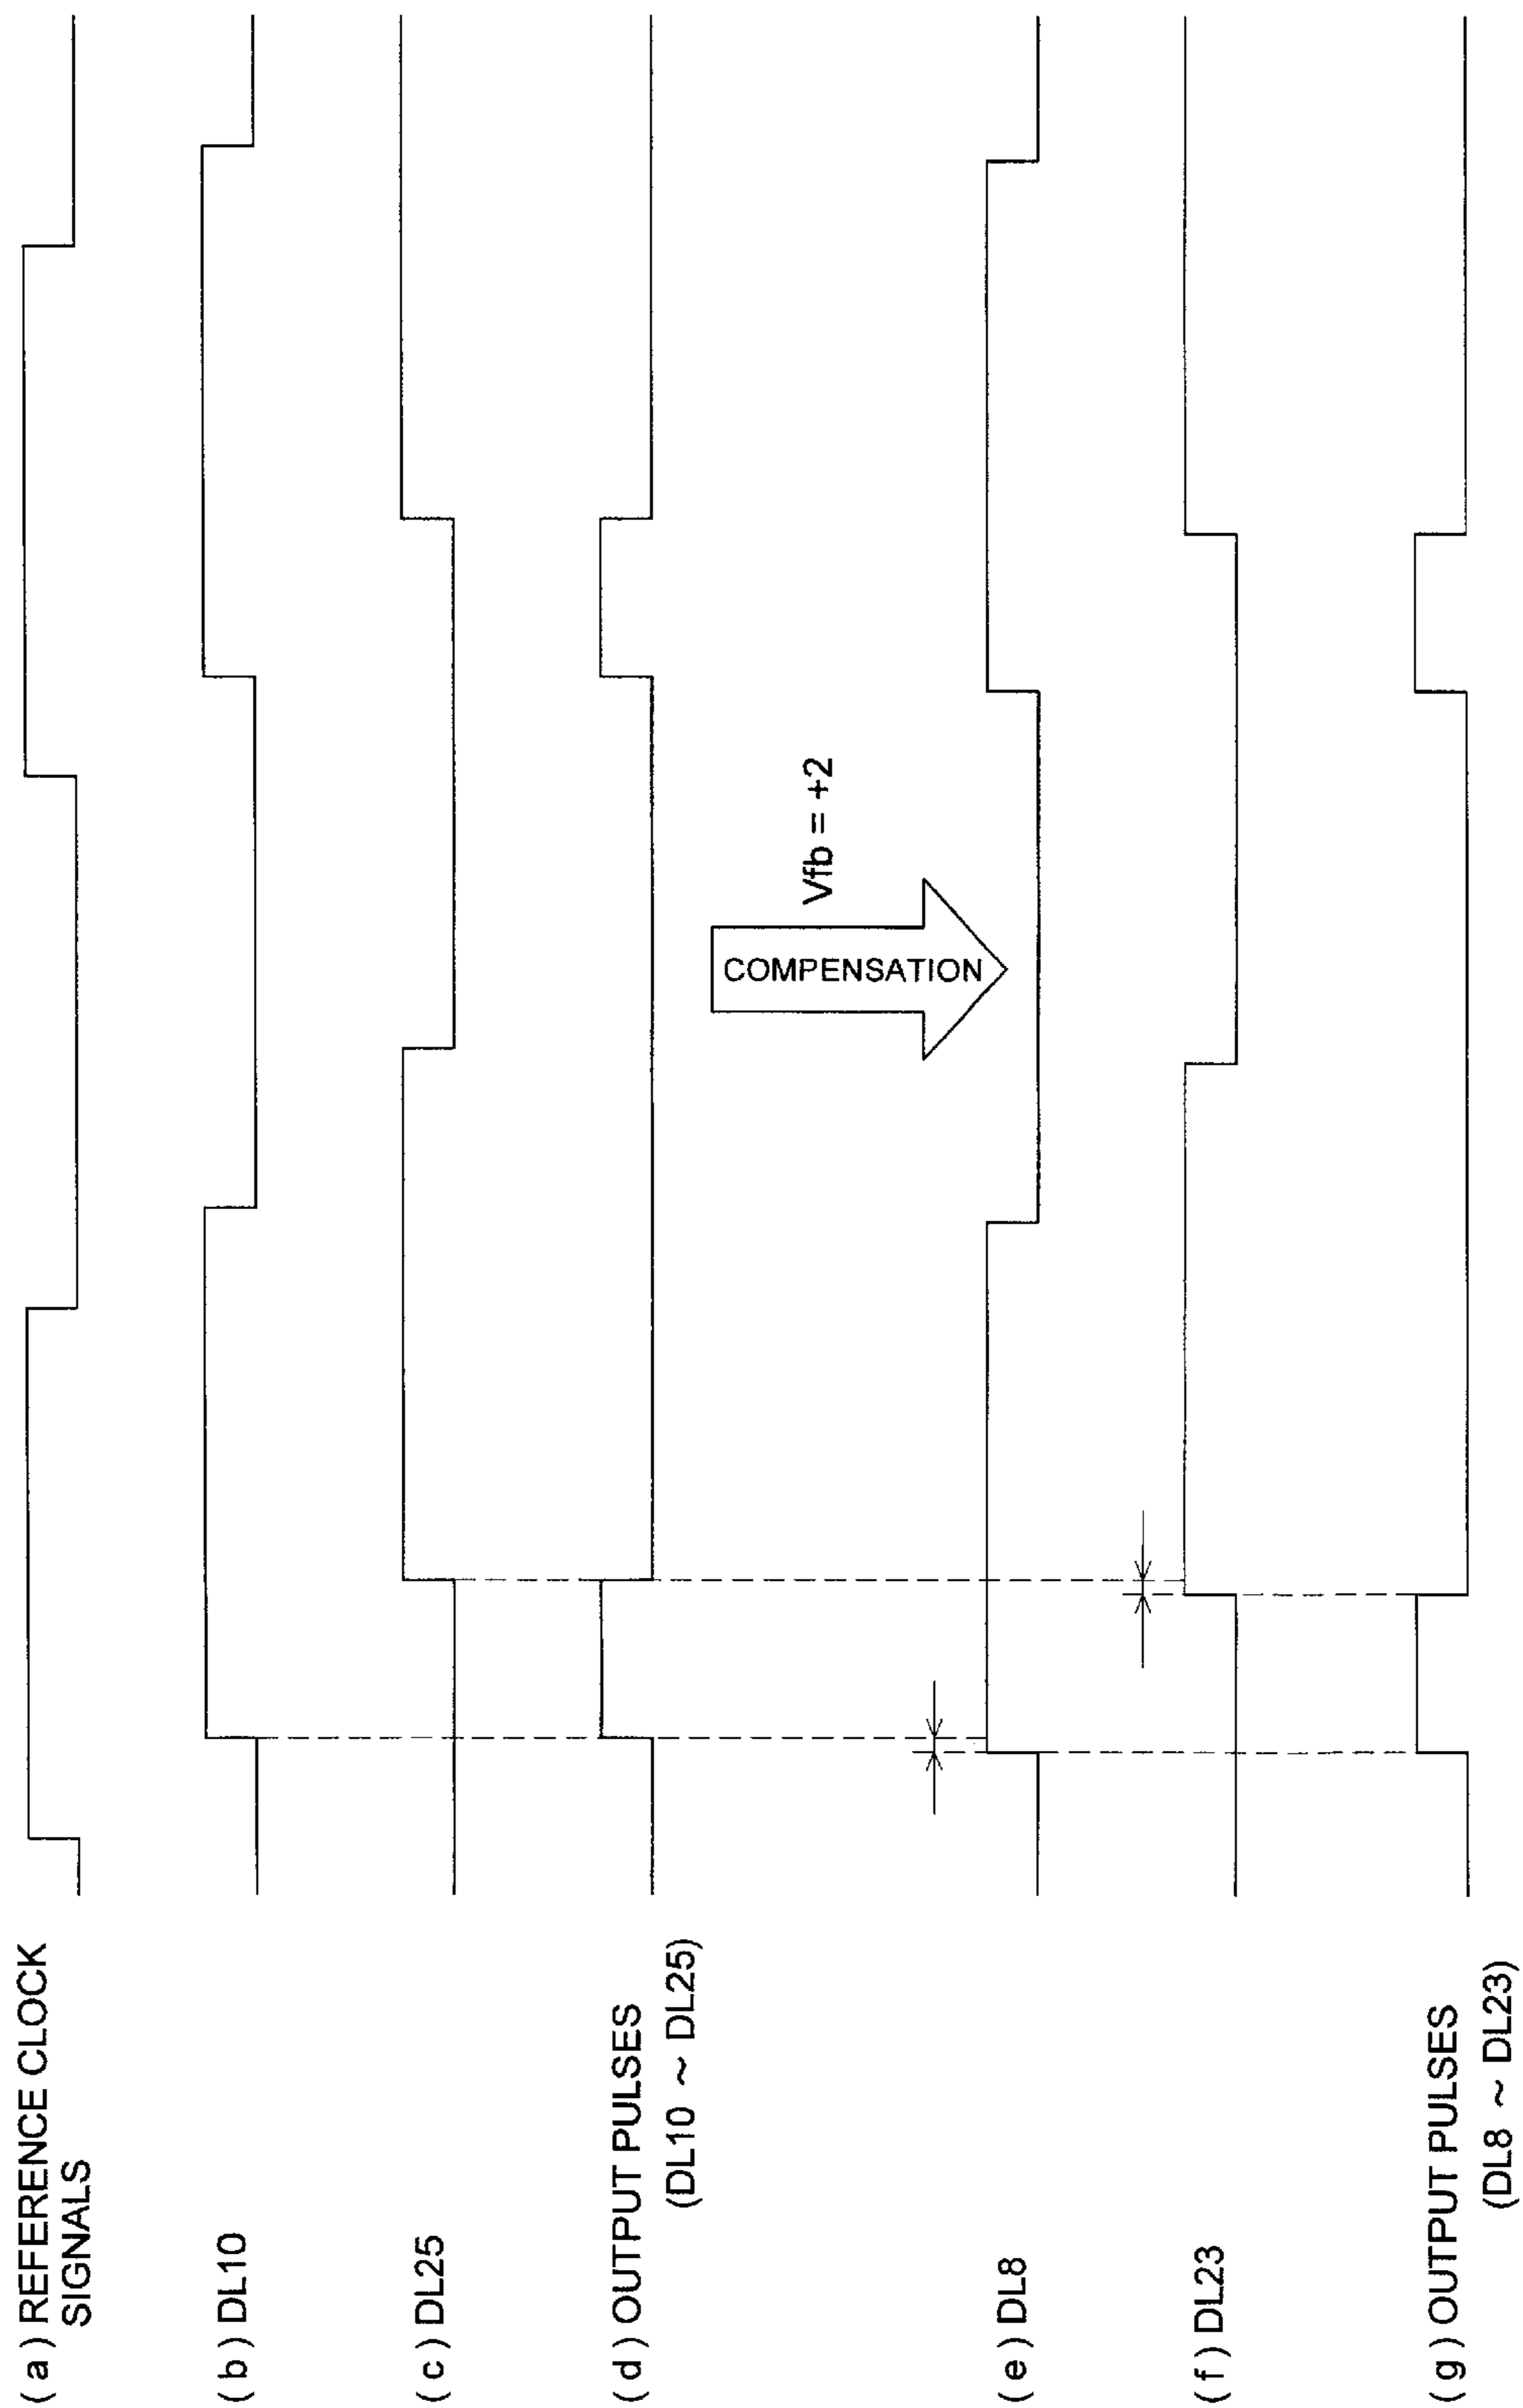 ( a ) REFERENCE CLOCK
SIGNALS
( b ) DL10
( c ) DL25
( d ) OUTPUT PULSES
(DL10 ~ DL25)
COMPENSATION
Vfb = +2
( e ) DL8
( f ) DL23
( g ) OUTPUT PULSES
(DL8 ~ DL23)